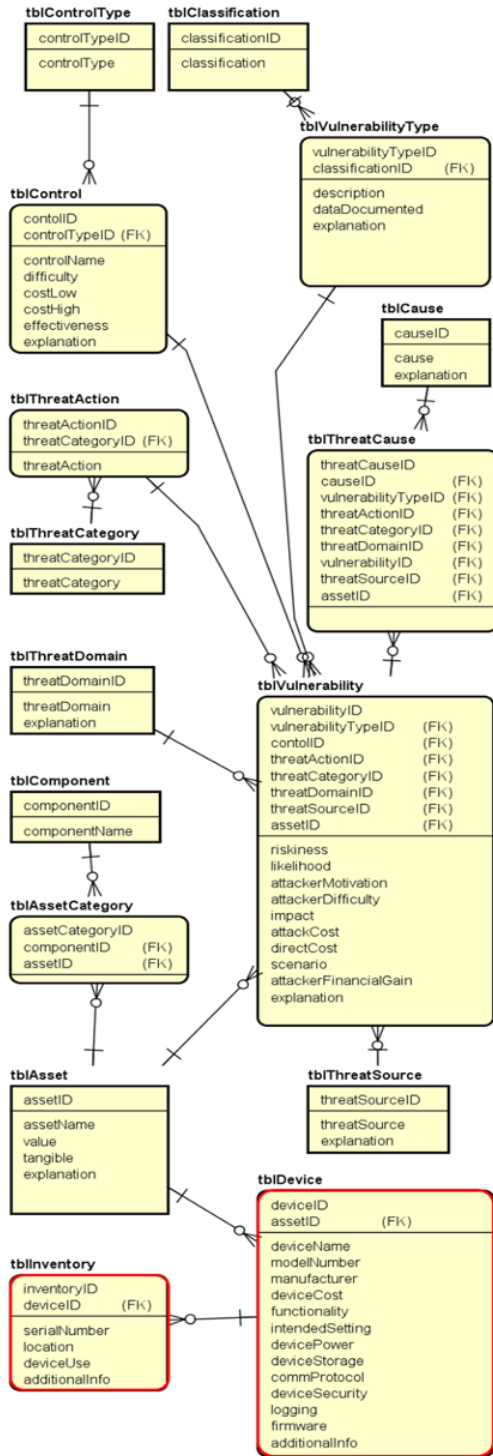 tblControlType
controlTypeID
controlType
tblClassification
classificationID
classification
tblVulnerabilityType
vulnerabilityTypeID
classificationID (FK)
description
dataDocumented
explanation
tblControl
contolID
controlTypeID (FK)
controlName
difficulty
costLow
costHigh
effectiveness
explanation
tblCause
causeID
cause
explanation
tblThreatAction
threatActionID
threatCategoryID (FK)
threatAction
tblThreatCause
threatCauseID
causeID (FK)
vulnerabilityTypeID (FK)
threatActionID (FK)
threatCategoryID (FK)
threatDomainID (FK)
vulnerabilityID (FK)
threatSourceID (FK)
assetID (FK)
tblThreatCategory
threatCategoryID
threatCategory
tblThreatDomain
threatDomainID
threatDomain
explanation
tblVulnerability
vulnerabilityID
vulnerabilityTypeID (FK)
contolID (FK)
threatActionID (FK)
threatCategoryID (FK)
threatDomainID (FK)
threatSourceID (FK)
assetID (FK)
riskiness
likelihood
attackerMotivation
attackerDifficulty
impact
attackCost
directCost
scenario
attackerFinancialGain
explanation
tblComponent
componentID
componentName
tblAssetCategory
assetCategoryID
componentID (FK)
assetID (FK)
tblAsset
assetID
assetName
value
tangible
explanation
tblThreatSource
threatSourceID
threatSource
explanation
tblDevice
deviceID
assetID (FK)
deviceName
modelNumber
manufacturer
deviceCost
functionality
intendedSetting
devicePower
deviceStorage
commProtocol
deviceSecurity
logging
firmware
additionalInfo
tblInventory
inventoryID
deviceID (FK)
serialNumber
location
deviceUse
additionalInfo